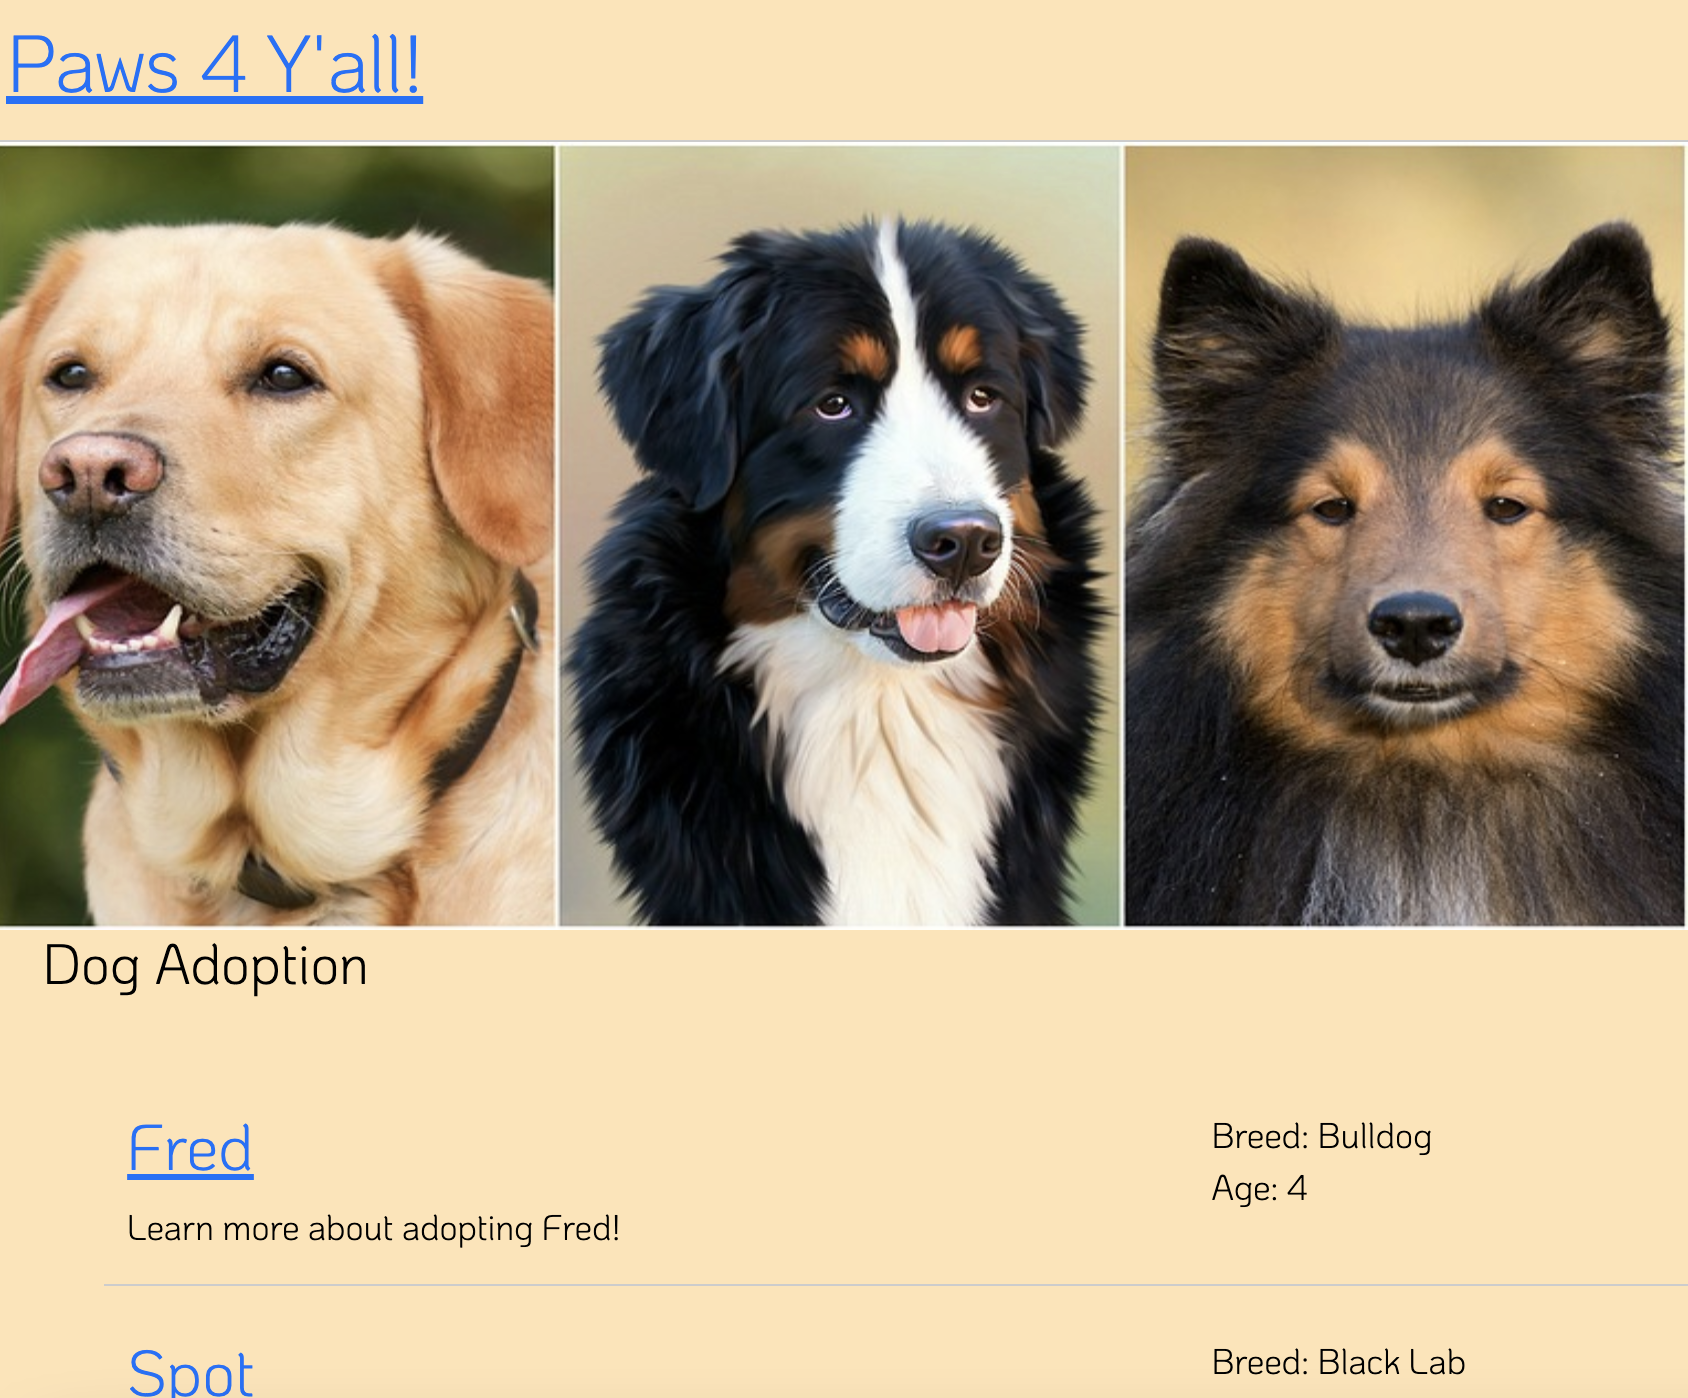 Paws 4 Y'all!
Dog Adoption
Fred
Breed: Bulldog
Age: 4
Learn more about adopting Fred!
Spot
Breed: Black Lab